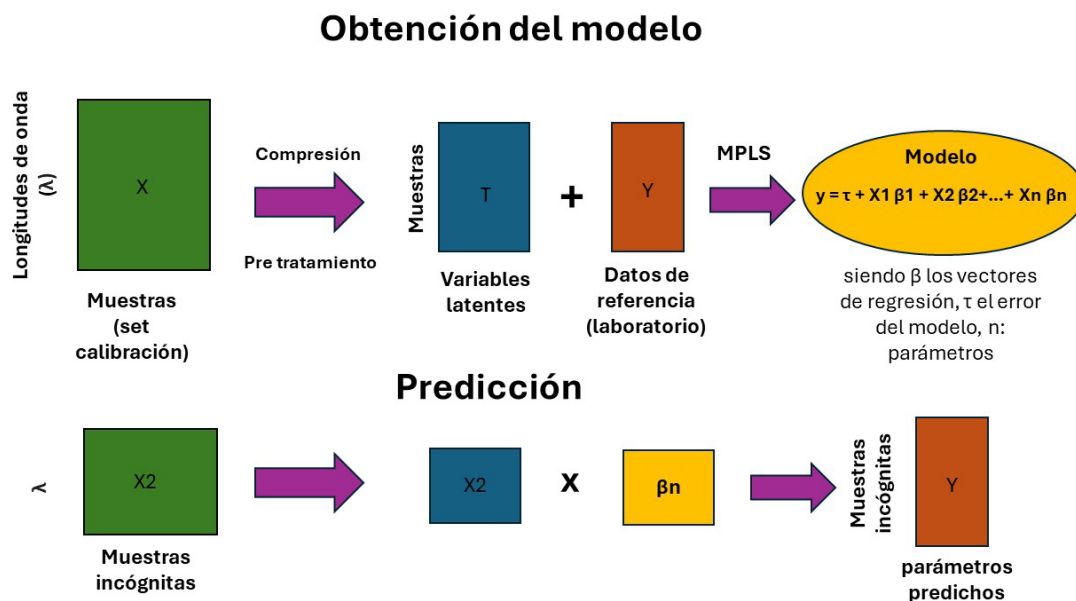 Obtención del modelo
Longitudes de onda
(λ)
X
Muestras
(set
calibración)
Compresión
Pre tratamiento
Muestras
T
Variables
latentes
+
Y
Datos de
referencia
(laboratorio)
MPLS
Modelo
y = τ + X1 β1 + X2 β2+...+ Xn βn
siendo β los vectores
de regresión, τ el error
del modelo, n:
parámetros
Predicción
λ
X2
Muestras
incógnitas
X2
x
βn
Muestras
incógnitas
Y
parámetros
predichos